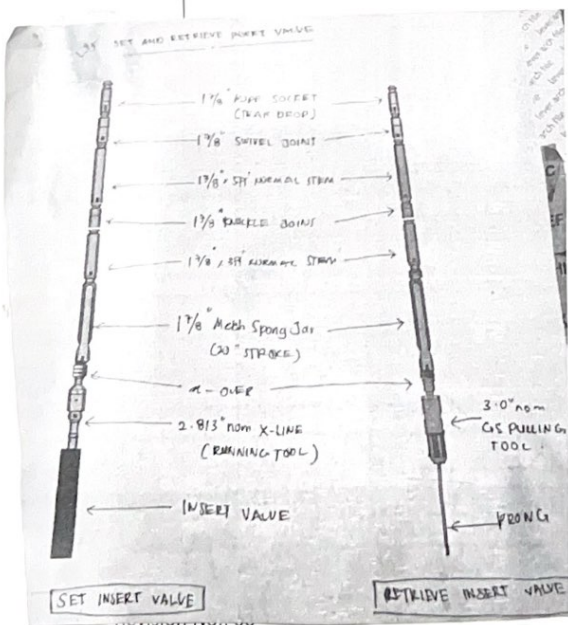 SET AND RETRIEVE INSERT VALVE
1 7/8" ROPE SOCKET
(TEAR DROP)
1 7/8" SWIVEL JOINT
1 7/8" x 5ft NORMAL STEM
1 7/8" KNUCKLE JOINT
1 7/8" x 5ft NORMAL STEM
1 7/8" Mech Spang Jar
(20" STROKE)
X-OVER
2.813" nom X-LINE
(RUNNING TOOL)
INSERT VALVE
3.0" nom
GS PULLING
TOOL
PRONG
SET INSERT VALVE
RETRIEVE INSERT VALVE